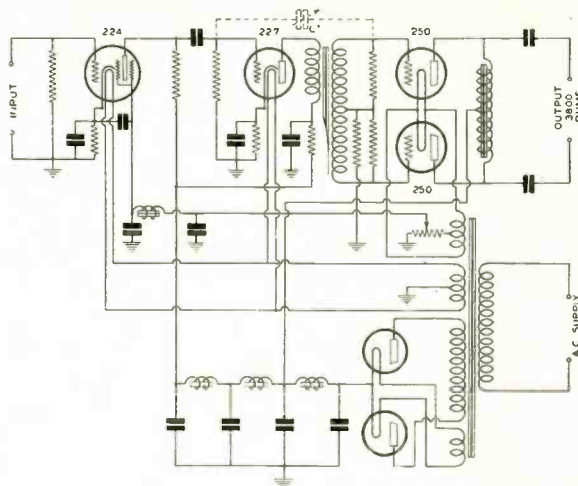 224
227
250
250
INPUT
C
OUTPUT
3800
OHMS
A.C. SUPPLY